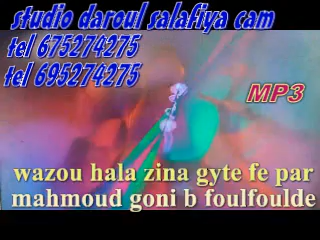 studio daroul salafiya cam
tel 675274275
tel 695274275
MP3
wazou hala zina gyte fe par
mahmoud goni b foulfoulde